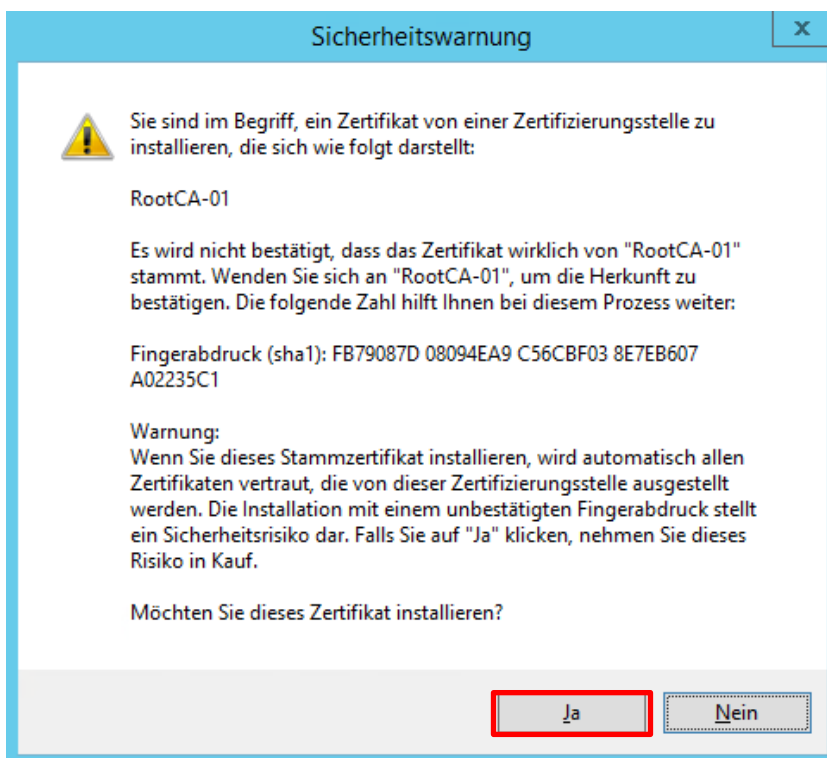 Sicherheitswarnung
x
Sie sind im Begriff, ein Zertifikat von einer Zertifizierungsstelle zu
installieren, die sich wie folgt darstellt:
RootCA-01
Es wird nicht bestätigt, dass das Zertifikat wirklich von "RootCA-01"
stammt. Wenden Sie sich an "RootCA-01", um die Herkunft zu
bestätigen. Die folgende Zahl hilft Ihnen bei diesem Prozess weiter:
Fingerabdruck (sha1): FB79087D 08094EA9 C56CBF03 8E7EB607
A02235C1
Warnung:
Wenn Sie dieses Stammzertifikat installieren, wird automatisch allen
Zertifikaten vertraut, die von dieser Zertifizierungsstelle ausgestellt
werden. Die Installation mit einem unbestätigten Fingerabdruck stellt
ein Sicherheitsrisiko dar. Falls Sie auf "Ja" klicken, nehmen Sie dieses
Risiko in Kauf.
Möchten Sie dieses Zertifikat installieren?
Ja
Nein